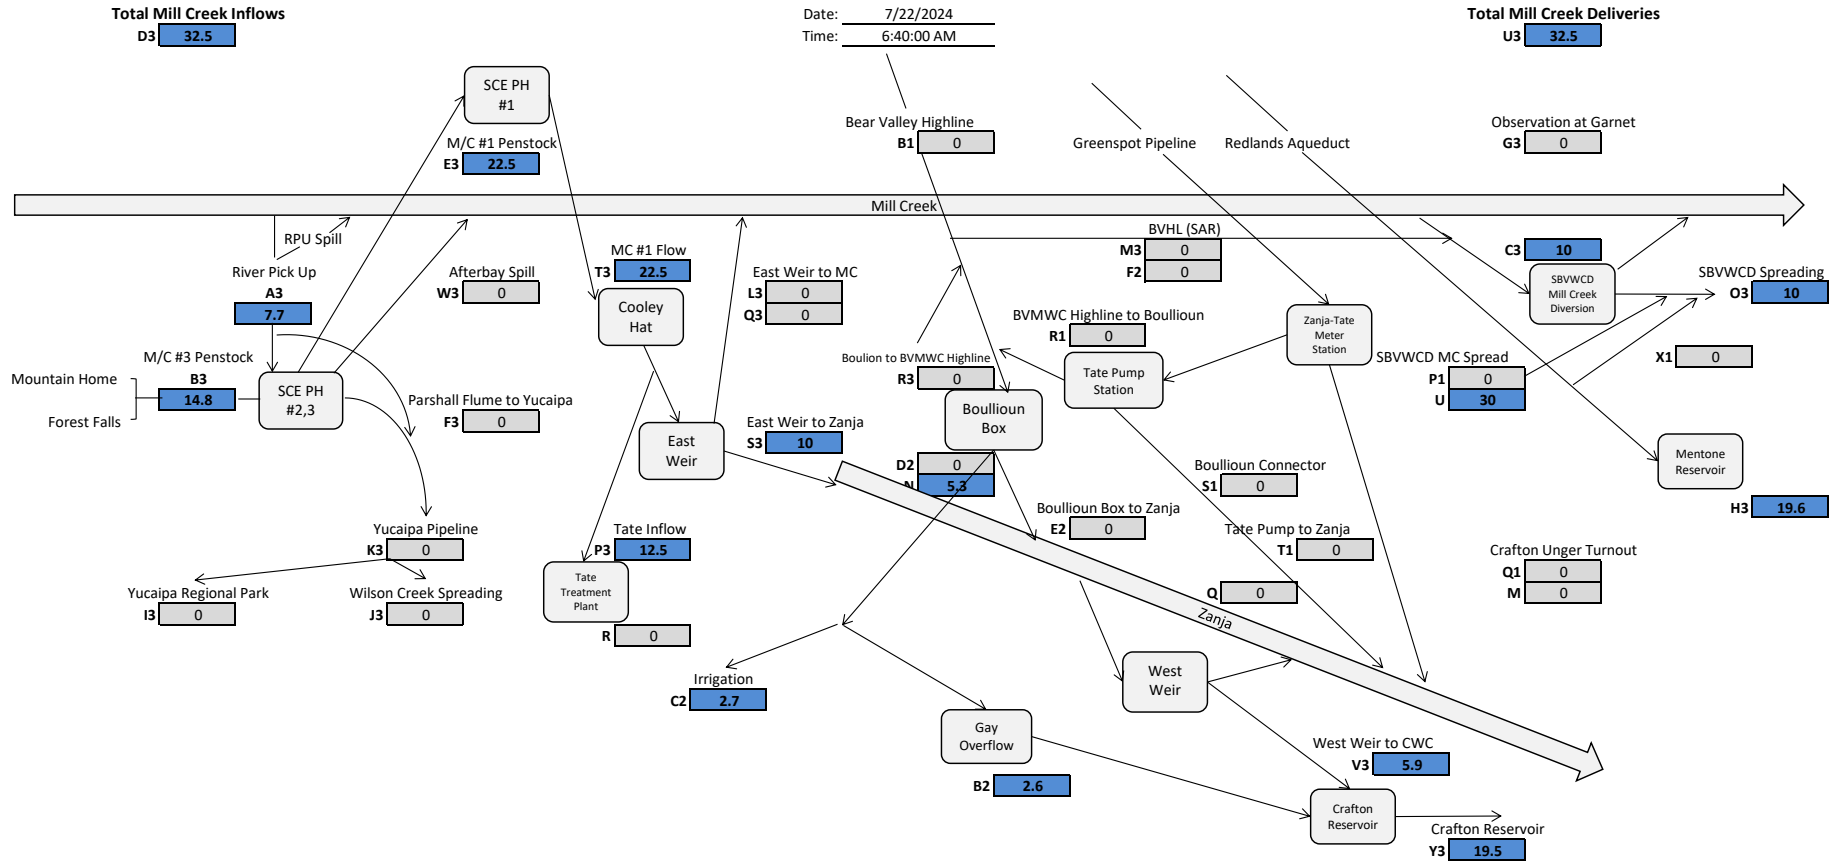 Total Mill Creek Inflows
D3 32.5
Date: 7/22/2024
Time: 6:40:00 AM
Total Mill Creek Deliveries
U3 32.5
SCE PH
#1
M/C #1 Penstock
E3 22.5
Bear Valley Highline
B1 0
Greenspot Pipeline
Redlands Aqueduct
Observation at Garnet
G3 0
Mill Creek
RPU Spill
River Pick Up
A3
7.7
Afterbay Spill
W3 0
MC #1 Flow
T3 22.5
Cooley
Hat
East Weir to MC
L3 0
Q3 0
BVHL (SAR)
M3 0
F2 0
C3 10
SBVWCD
Mill Creek
Diversion
SBVWCD Spreading
O3 10
BVMWC Highline to Boullioun
R1 0
Zanja-Tate
Meter
Station
M/C #3 Penstock
B3
14.8
Mountain Home
Forest Falls
SCE PH
#2,3
Parshall Flume to Yucaipa
F3 0
Boulion to BVMWC Highline
R3 0
Tate Pump
Station
SBVWCD MC Spread
P1 0
U 30
X1 0
Boullioun
Box
East
Weir
East Weir to Zanja
S3 10
D2 0
N 5.3
Boullioun Connector
S1 0
Mentone
Reservoir
H3 19.6
Yucaipa Pipeline
K3 0
Tate Inflow
P3 12.5
Boullioun Box to Zanja
E2 0
Tate Pump to Zanja
T1 0
Crafton Unger Turnout
Q1 0
M 0
Yucaipa Regional Park
I3 0
Wilson Creek Spreading
J3 0
Tate
Treatment
Plant
R 0
Q 0
Zanja
Irrigation
C2 2.7
West
Weir
Gay
Overflow
B2 2.6
West Weir to CWC
V3 5.9
Crafton
Reservoir
Crafton Reservoir
Y3 19.5